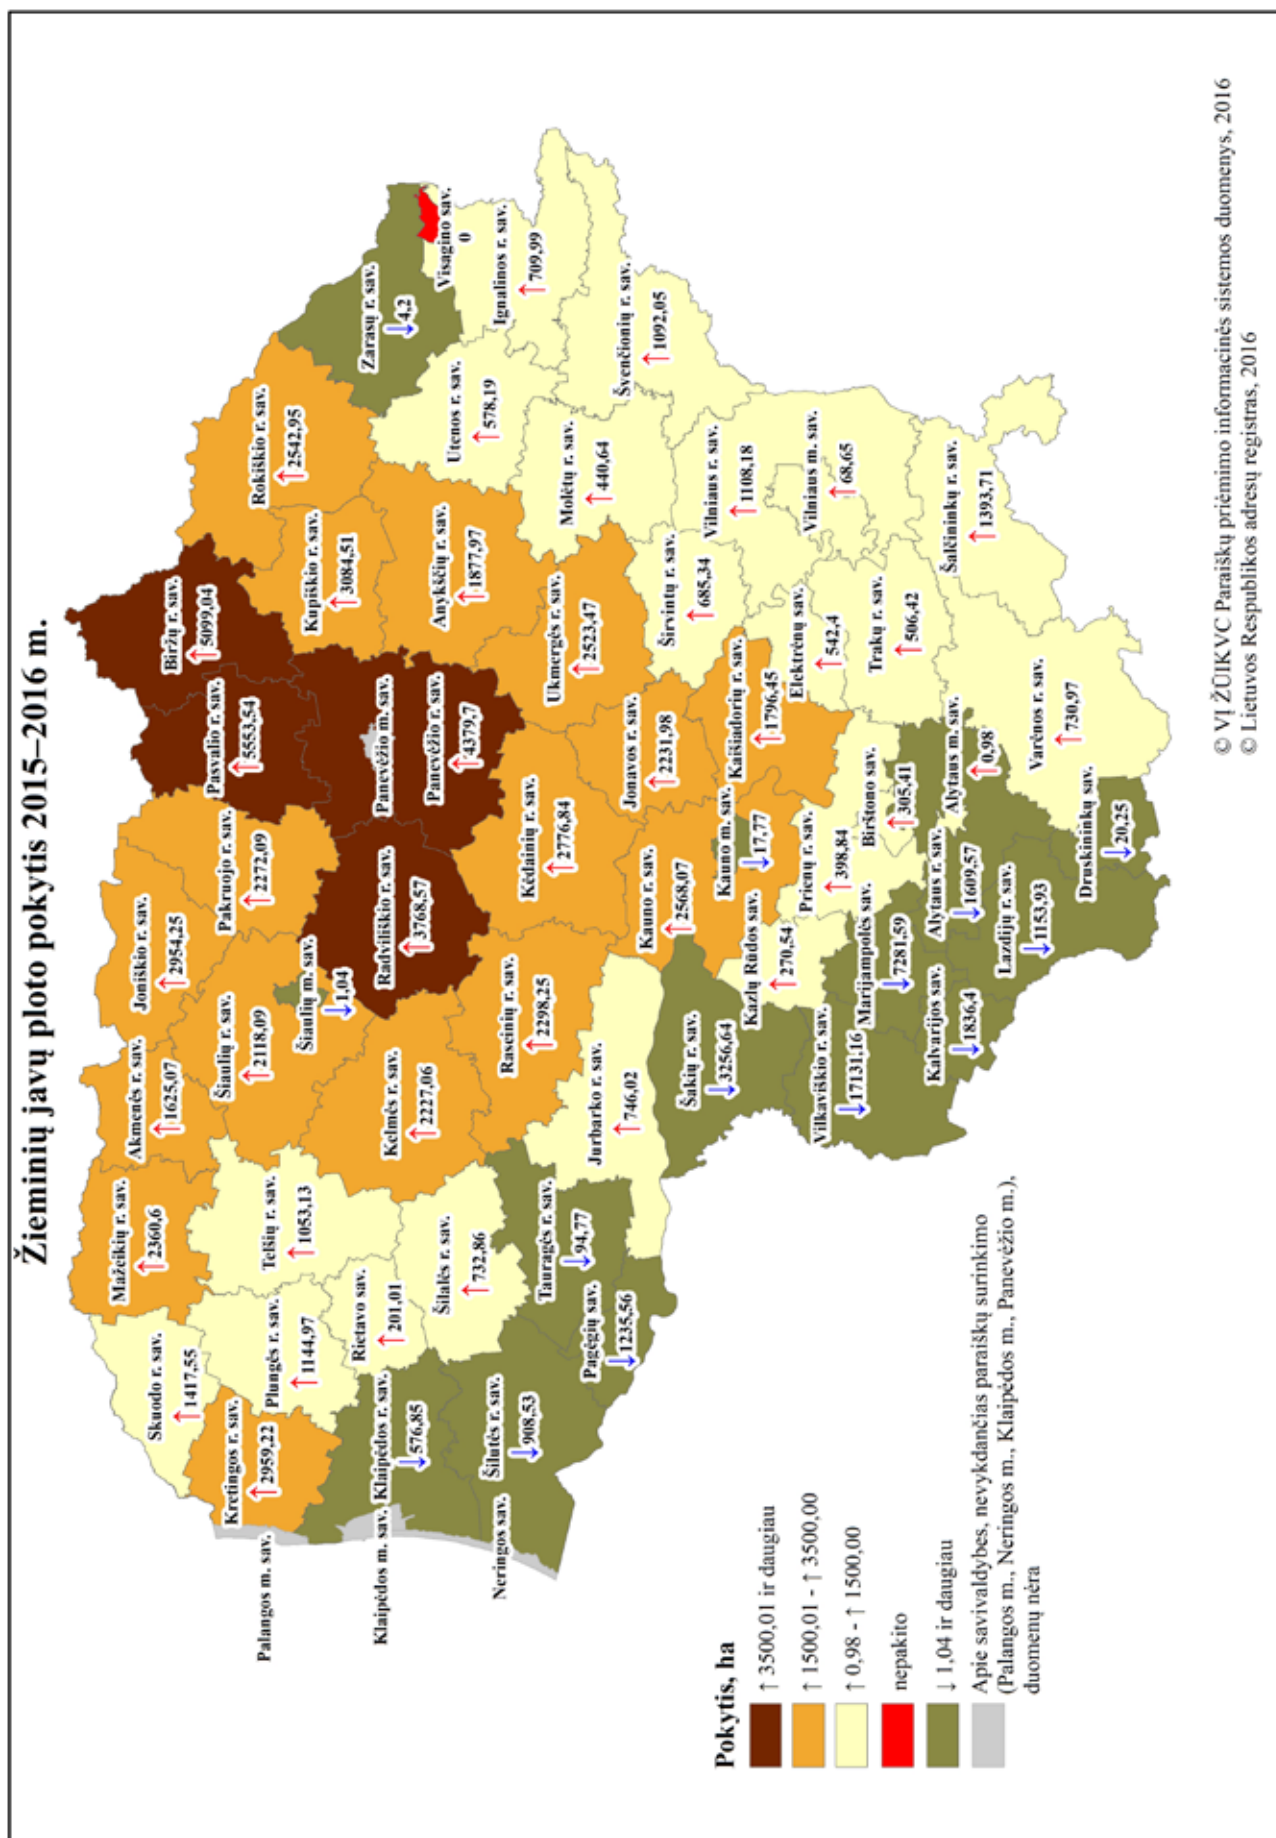 Žieminių javų ploto pokytis 2015–2016 m.
Skuodo r. sav.
1417,55
Mažeikių r. sav.
2360,6
Akmenės r. sav.
1625,07
Joniškio r. sav.
2954,25
Pakruojo r. sav.
2272,09
Pasvalio r. sav.
5553,54
Biržų r. sav.
5099,04
Rokiškio r. sav.
2542,95
Kretingos r. sav.
2959,22
Palangos m. sav.
Plungės r. sav.
1144,97
Telšių r. sav.
1053,13
Šiaulių r. sav.
2118,09
Šiaulių m. sav.
1,04
Kupiškio r. sav.
3084,51
Zarasų r. sav.
4,2
Visagino sav.
0
Klaipėdos m. sav.
Klaipėdos r. sav.
576,85
Rietavo sav.
201,01
Kelmės r. sav.
2227,06
Radviliškio r. sav.
3768,57
Panevėžio m. sav.
Panevėžio r. sav.
4379,7
Anykščių r. sav.
1877,97
Utenos r. sav.
578,19
Ignalinos r. sav.
709,99
Neringos sav.
Šilutės r. sav.
908,53
Šilalės r. sav.
732,86
Tauragės r. sav.
94,77
Pagėgių sav.
1235,56
Raseinių r. sav.
2298,25
Kėdainių r. sav.
2776,84
Ukmergės r. sav.
2523,47
Molėtų r. sav.
440,64
Švenčionių r. sav.
1092,05
Jurbarko r. sav.
746,02
Kauno r. sav.
2568,07
Jonavos r. sav.
2231,98
Širvintų r. sav.
685,34
Vilniaus r. sav.
1108,18
Vilniaus m. sav.
68,65
Šakių r. sav.
3256,64
Kazlų Rūdos sav.
270,54
Kauno m. sav.
17,77
Kaišiadorių r. sav.
1796,45
Elektrėnų sav.
542,4
Trakų r. sav.
506,42
Vilkaviškio r. sav.
17131,16
Marijampolės sav.
7281,59
Prienų r. sav.
398,84
Birštono sav.
305,41
Alytaus m. sav.
0,98
Alytaus r. sav.
1609,57
Kalvarijos sav.
1836,4
Lazdijų r. sav.
1153,93
Druskininkų sav.
20,25
Varėnos r. sav.
730,97
Šalčininkų r. sav.
1393,71
Pokytis, ha
↑ 3500,01 ir daugiau
↑ 1500,01 - ↑ 3500,00
↑ 0,98 - ↑ 1500,00
nepakito
↓ 1,04 ir daugiau
Apie savivaldybes, nevykdančias paraiškų surinkimo
(Palangos m., Neringos m., Klaipėdos m., Panevėžio m.),
duomenų nėra
© VĮ ŽŪIKVC Paraiškų priėmimo informacinės sistemos duomenys, 2016
© Lietuvos Respublikos adresų registras, 2016